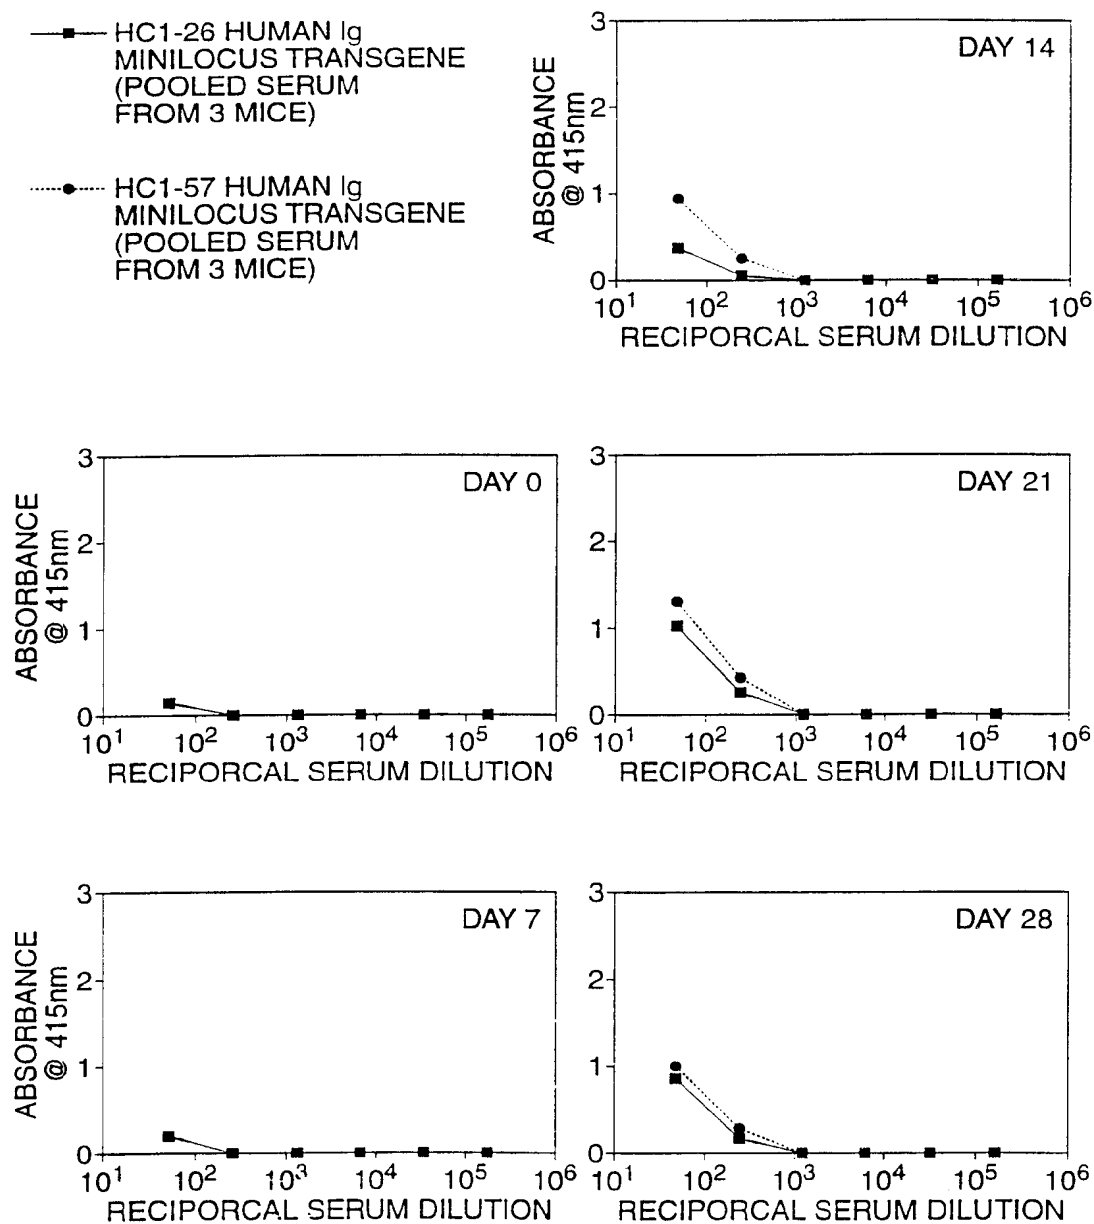 HC1-26 HUMAN Ig
MINILOCUS TRANSGENE
(POOLED SERUM
FROM 3 MICE)
HC1-57 HUMAN Ig
MINILOCUS TRANSGENE
(POOLED SERUM
FROM 3 MICE)
DAY 14
ABSORBANCE
@ 415nm
3
2
1
0
10¹ 10² 10³ 10⁴ 10⁵ 10⁶
RECIPORCAL SERUM DILUTION
DAY 0
ABSORBANCE
@ 415nm
3
2
1
0
10¹ 10² 10³ 10⁴ 10⁵ 10⁶
RECIPORCAL SERUM DILUTION
DAY 21
3
2
1
0
10¹ 10² 10³ 10⁴ 10⁵ 10⁶
RECIPORCAL SERUM DILUTION
DAY 7
ABSORBANCE
@ 415nm
3
2
1
0
10¹ 10² 10³ 10⁴ 10⁵ 10⁶
RECIPORCAL SERUM DILUTION
DAY 28
3
2
1
0
10¹ 10² 10³ 10⁴ 10⁵ 10⁶
RECIPORCAL SERUM DILUTION